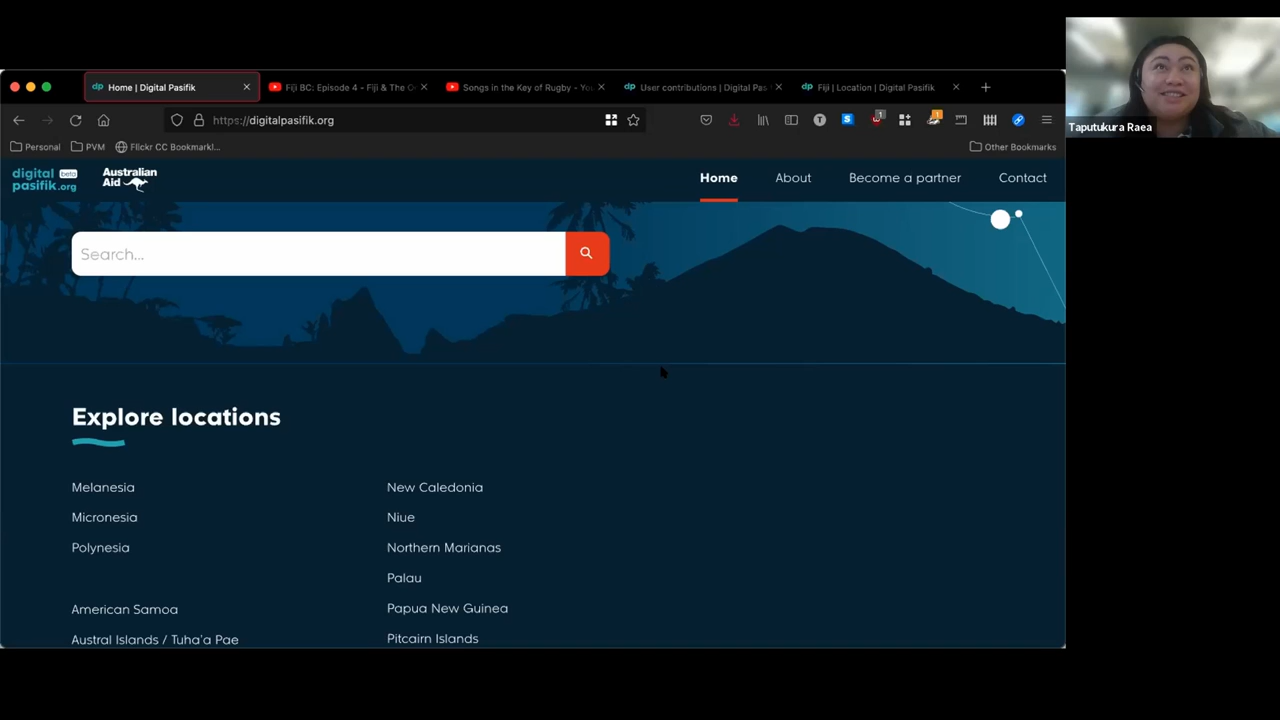 Home | Digital Pasifik
Fiji BC: Episode 4 - Fiji & The
Songs in the Key of Rugby - You
User contributions | Digital Pas
Fiji | Location | Digital Pasifik
https://digitalpasifik.org
Personal
PVM
Flickr CC Bookmarkl...
Other Bookmarks
digital beta
pasifik.org
Australian
Aid
Home
About
Become a partner
Contact
Taputukura Raea
Search...
Explore locations
Melanesia
New Caledonia
Micronesia
Niue
Polynesia
Northern Marianas
Palau
American Samoa
Papua New Guinea
Austral Islands / Tuha'a Pae
Pitcairn Islands